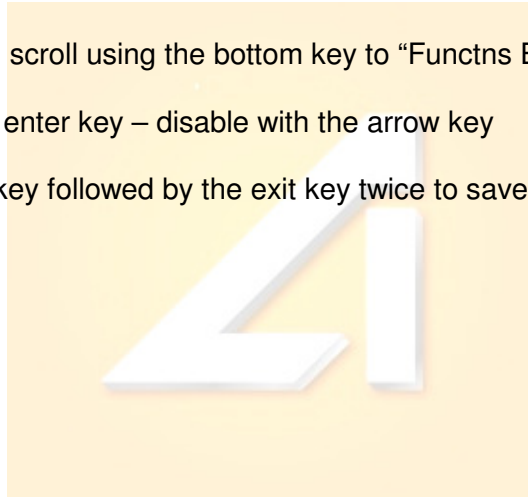 scroll using the bottom key to “Functns
enter key – disable with the arrow key
key followed by the exit key twice to save